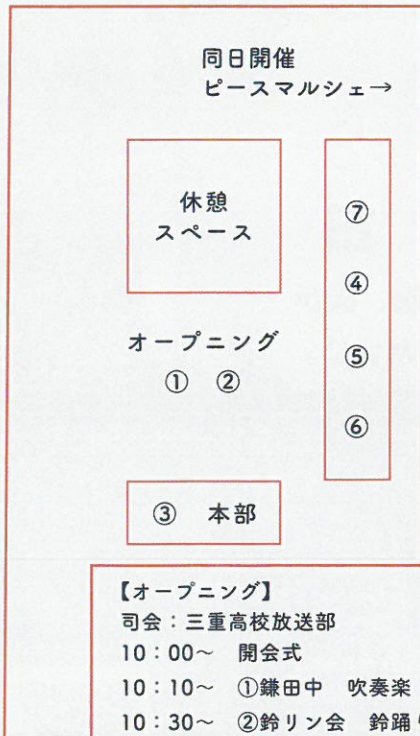 同日開催
ピースマルシェ→
休憩
スペース
⑦
④
⑤
⑥
オープニング
① ②
③ 本部
【オープニング】
司会：三重高校放送部
10：00～ 開会式
10：10～ ①鎌田中 吹奏楽
10：30～ ②鈴リン会 鈴踊